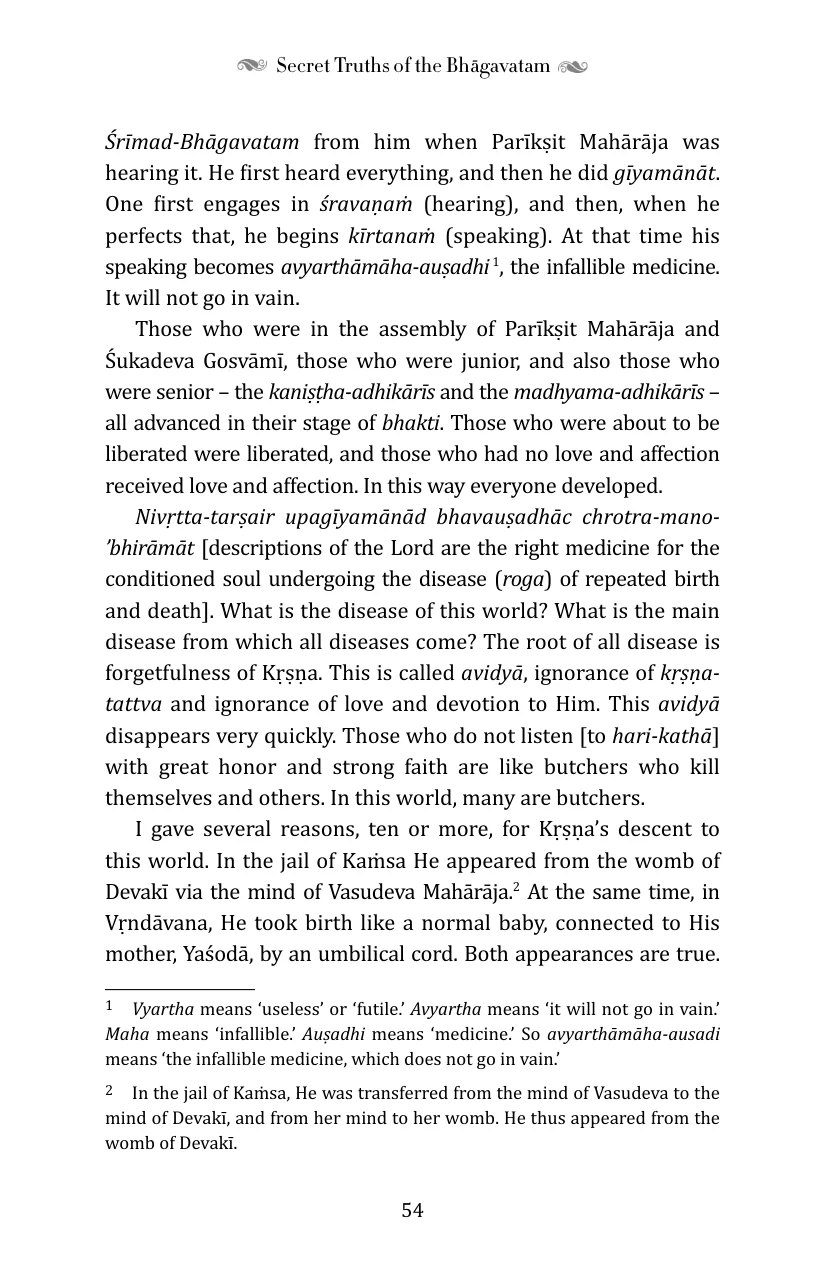 Secret Truths of the Bhāgavatam
Śrīmad-Bhāgavatam from him when Parīkṣit Mahārāja was
hearing it. He first heard everything, and then he did gīyamānāt.
One first engages in śravaṇaṁ (hearing), and then, when he
perfects that, he begins kīrtanaṁ (speaking). At that time his
speaking becomes avyarthāmāha-auṣadhi 1, the infallible medicine.
It will not go in vain.
Those who were in the assembly of Parīkṣit Mahārāja and
Śukadeva Gosvāmī, those who were junior, and also those who
were senior – the kaniṣṭha-adhikārīs and the madhyama-adhikārīs –
all advanced in their stage of bhakti. Those who were about to be
liberated were liberated, and those who had no love and affection
received love and affection. In this way everyone developed.
Nivṛtta-tarṣair upagīyamānād bhavauṣadhāc chrotra-mano-
’bhirāmāt [descriptions of the Lord are the right medicine for the
conditioned soul undergoing the disease (roga) of repeated birth
and death]. What is the disease of this world? What is the main
disease from which all diseases come? The root of all disease is
forgetfulness of Kṛṣṇa. This is called avidyā, ignorance of kṛṣṇa-
tattva and ignorance of love and devotion to Him. This avidyā
disappears very quickly. Those who do not listen [to hari-kathā]
with great honor and strong faith are like butchers who kill
themselves and others. In this world, many are butchers.
I gave several reasons, ten or more, for Kṛṣṇa’s descent to
this world. In the jail of Kaṁsa He appeared from the womb of
Devakī via the mind of Vasudeva Mahārāja.2 At the same time, in
Vṛndāvana, He took birth like a normal baby, connected to His
mother, Yaśodā, by an umbilical cord. Both appearances are true.
1 Vyartha means ‘useless’ or ‘futile.’ Avyartha means ‘it will not go in vain.’
Maha means ‘infallible.’ Auṣadhi means ‘medicine.’ So avyarthāmāha-ausadi
means ‘the infallible medicine, which does not go in vain.’
2 In the jail of Kaṁsa, He was transferred from the mind of Vasudeva to the
mind of Devakī, and from her mind to her womb. He thus appeared from the
womb of Devakī.
54